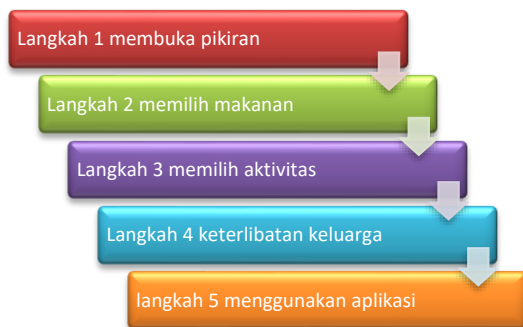 Langkah 1 membuka pikiran
Langkah 2 memilih makanan
Langkah 3 memilih aktivitas
Langkah 4 keterlibatan keluarga
langkah 5 menggunakan aplikasi